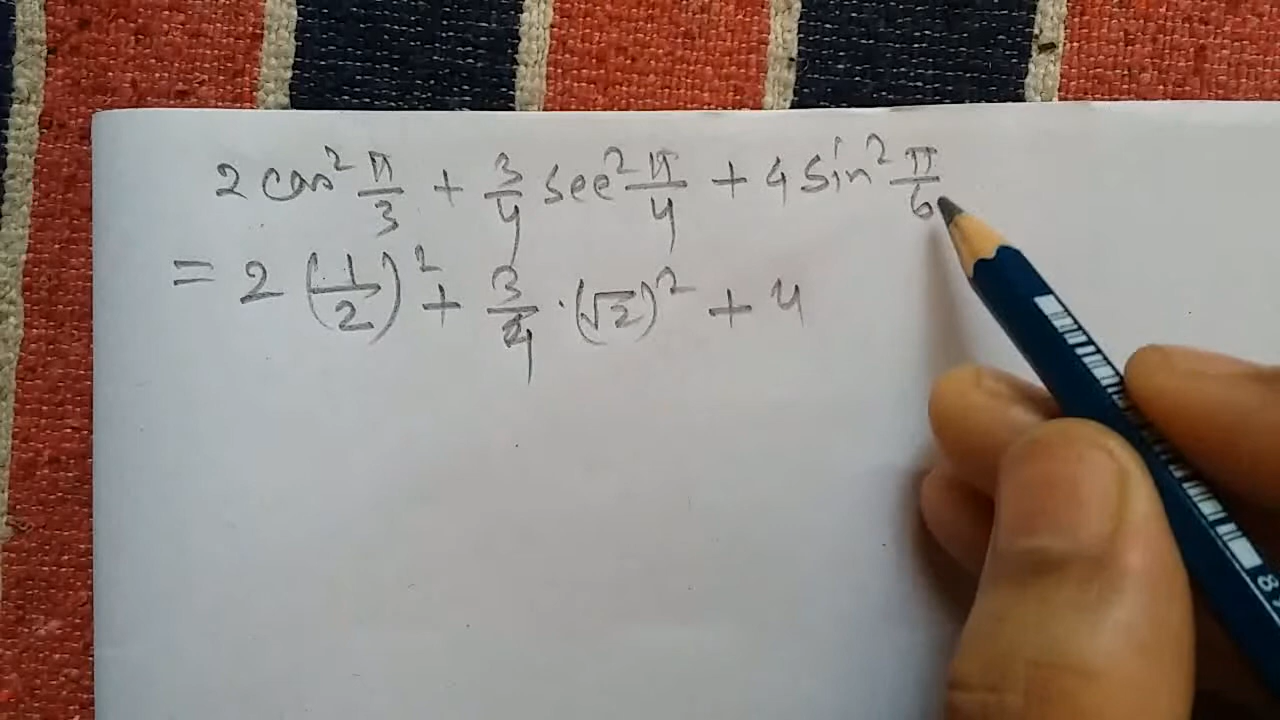 2 cos² π/3 + 3/4 sec² π/4 + 4 sin² π/6
= 2 (1/2)² + 3/4 · (√2)² + 4
8